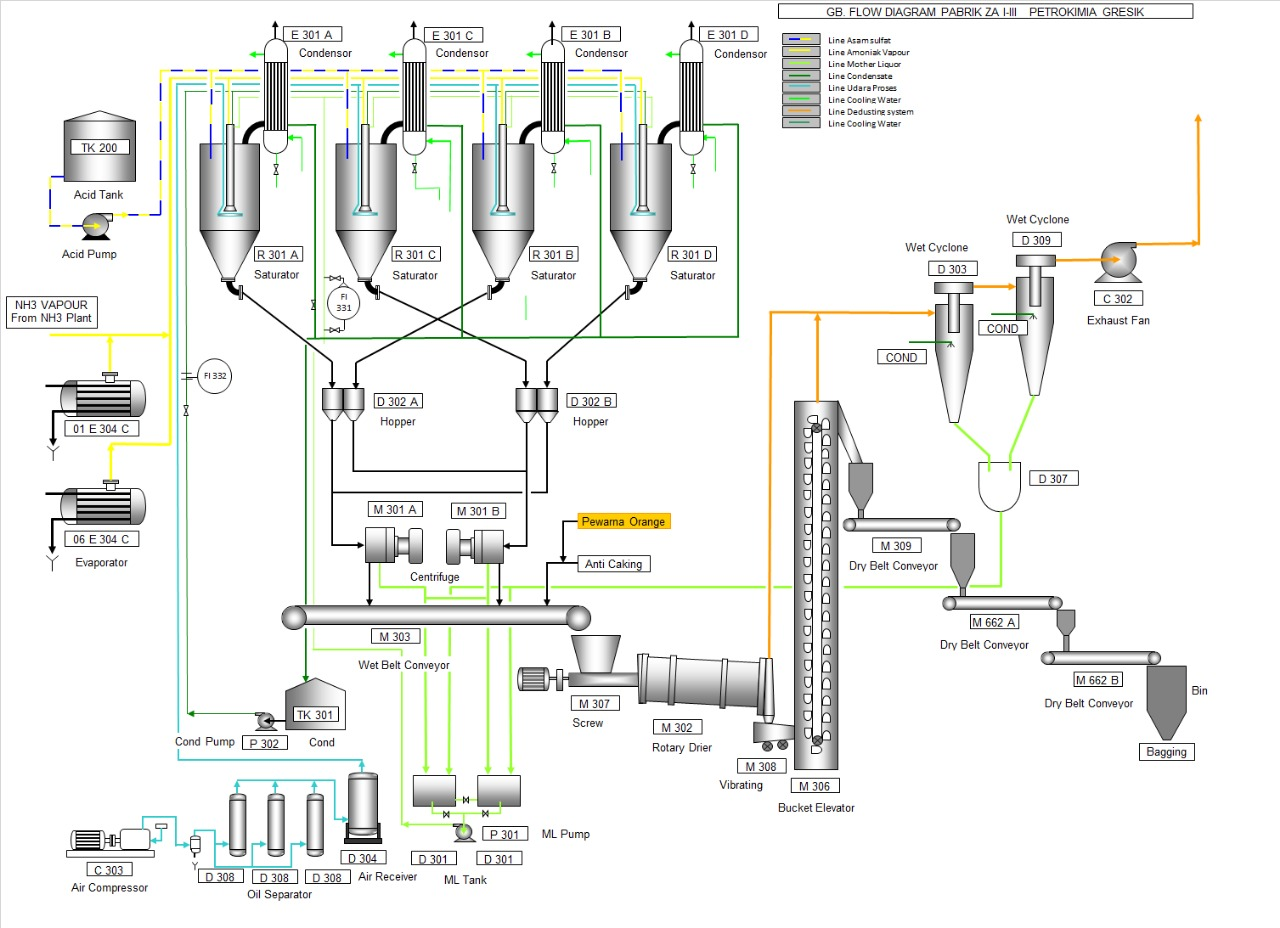 GB. FLOW DIAGRAM PABRIK ZA I-III PETROKIMIA GRESIK
Line Asam sulfat
Line Amoniak Vapour
Line Mother Liquor
Line Condensate
Line Udara Proses
Line Cooling Water
Line Dedusting system
Line Cooling Water
E 301 A
Condensor
E 301 C
Condensor
E 301 B
Condensor
E 301 D
Condensor
TK 200
Acid Tank
Acid Pump
R 301 A
Saturator
R 301 C
Saturator
R 301 B
Saturator
R 301 D
Saturator
FI
331
NH3 VAPOUR
From NH3 Plant
FI 332
01 E 304 C
06 E 304 C
Evaporator
D 302 A
Hopper
D 302 B
Hopper
M 301 A
M 301 B
Centrifuge
Pewarna Orange
Anti Caking
M 303
Wet Belt Conveyor
TK 301
Cond
Cond Pump
P 302
M 307
Screw
M 302
Rotary Drier
M 308
Vibrating
M 306
Bucket Elevator
Wet Cyclone
D 303
Wet Cyclone
D 309
C 302
Exhaust Fan
COND
COND
D 307
M 309
Dry Belt Conveyor
M 662 A
Dry Belt Conveyor
M 662 B
Dry Belt Conveyor
Bin
Bagging
C 303
Air Compressor
D 308
D 308
D 308
Oil Separator
D 304
Air Receiver
P 301
ML Pump
D 301
D 301
ML Tank